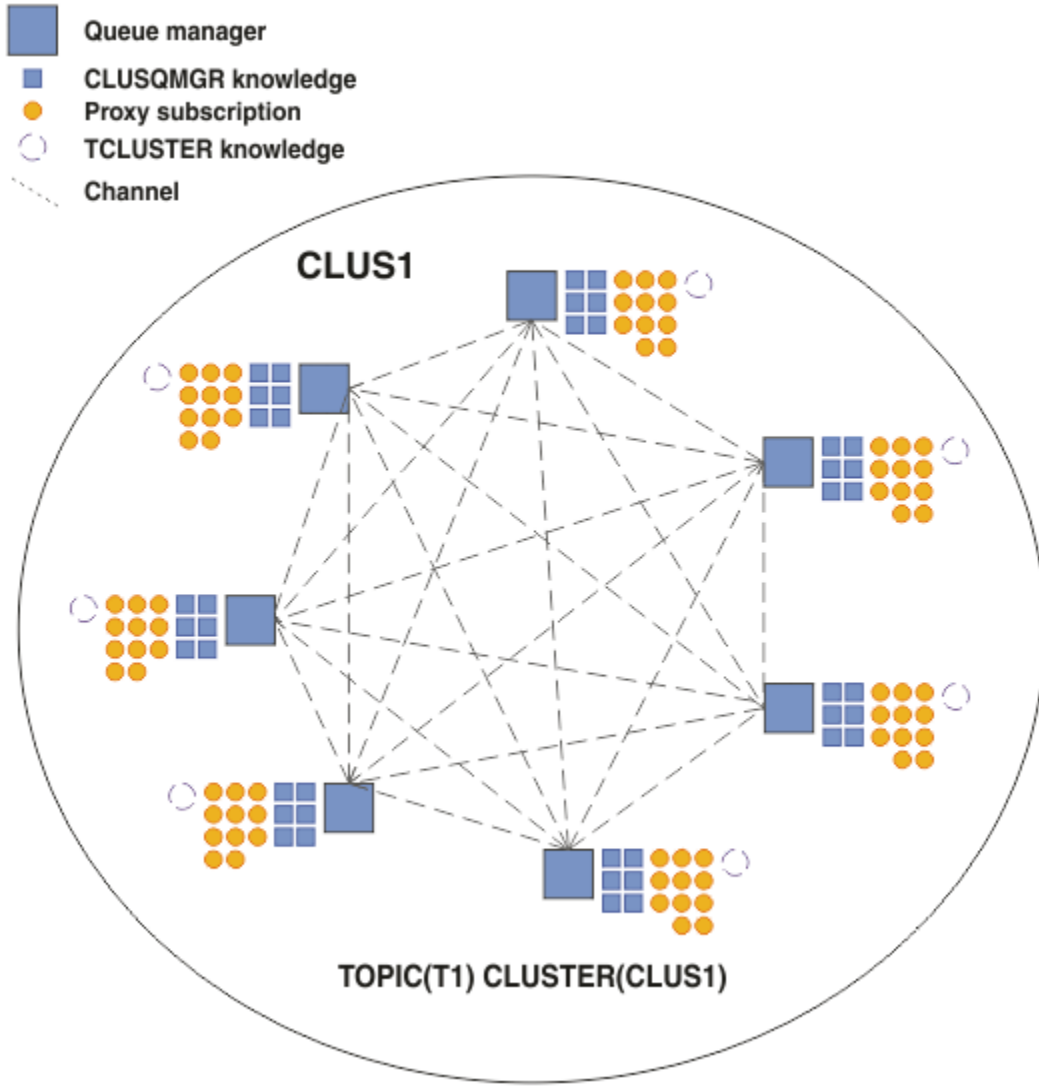 Queue manager
CLUSQMGR knowledge
Proxy subscription
TCLUSTER knowledge
Channel
CLUS1
TOPIC(T1) CLUSTER(CLUS1)